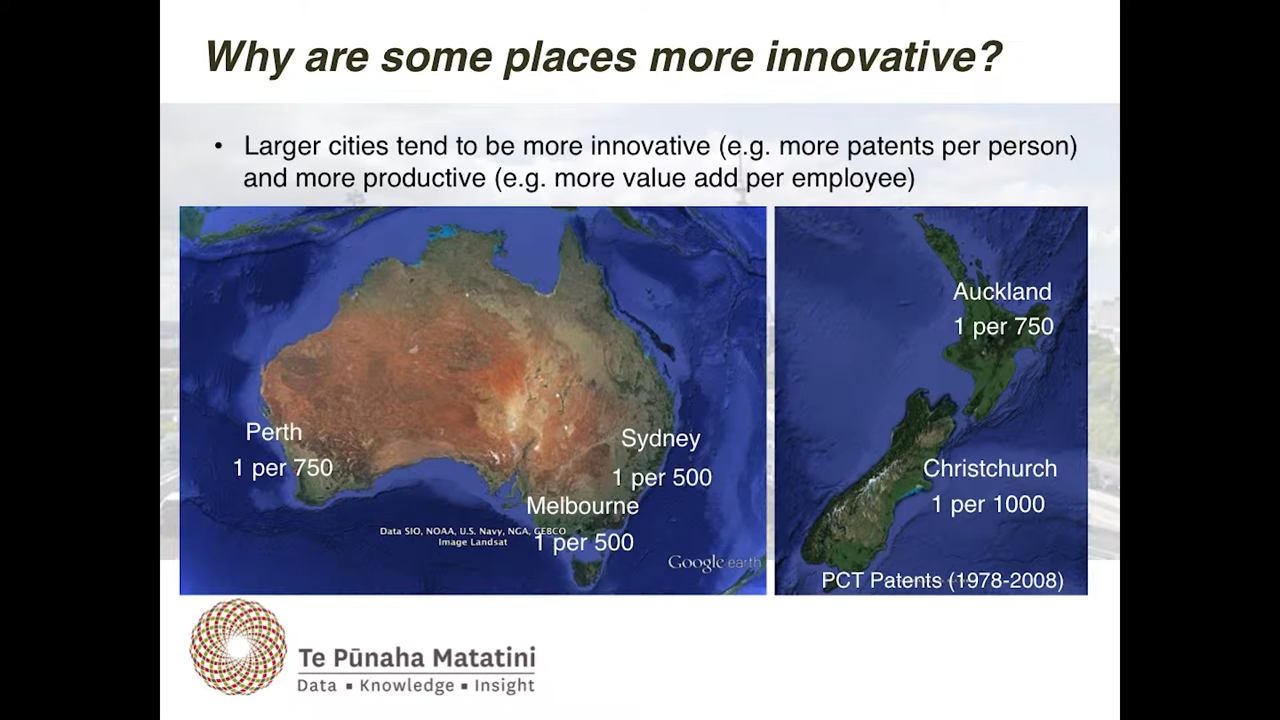 Why are some places more innovative?
• Larger cities tend to be more innovative (e.g. more patents per person)
and more productive (e.g. more value add per employee)
Perth
1 per 750
Sydney
1 per 500
Melbourne
1 per 500
Data SIO, NOAA, U.S. Navy, NGA, GEBCO
Image Landsat
Google earth
Auckland
1 per 750
Christchurch
1 per 1000
PCT Patents (1978-2008)
Te Pūnaha Matatini
Data ▪ Knowledge ▪ Insight